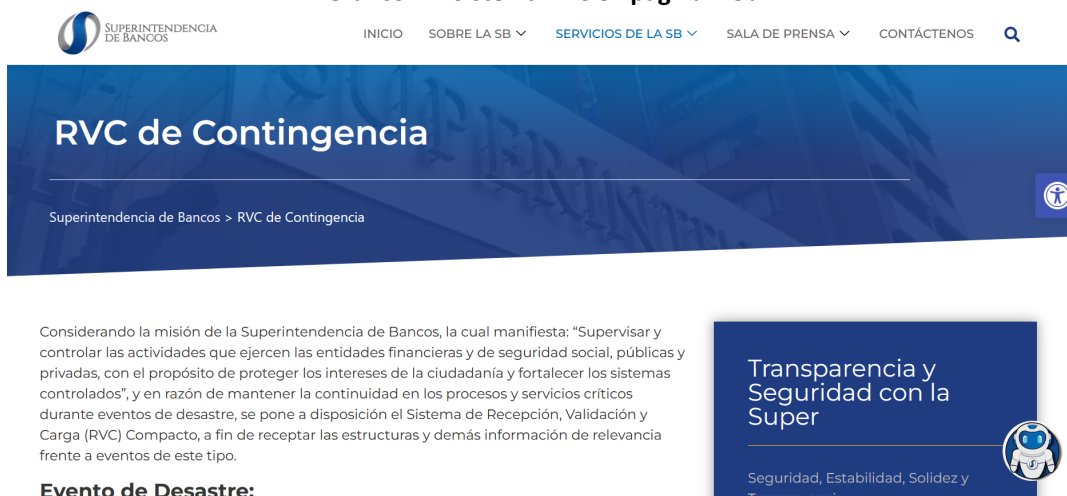 SUPERINTENDENCIA
DE BANCOS
INICIO
SOBRE LA SB
SERVICIOS DE LA SB
SALA DE PRENSA
CONTÁCTENOS
RVC de Contingencia
Superintendencia de Bancos > RVC de Contingencia
Considerando la misión de la Superintendencia de Bancos, la cual manifiesta: “Supervisar y
controlar las actividades que ejercen las entidades financieras y de seguridad social, públicas y
privadas, con el propósito de proteger los intereses de la ciudadanía y fortalecer los sistemas
controlados”, y en razón de mantener la continuidad en los procesos y servicios críticos
durante eventos de desastre, se pone a disposición el Sistema de Recepción, Validación y
Carga (RVC) Compacto, a fin de receptar las estructuras y demás información de relevancia
frente a eventos de este tipo.
Evento de Desastre:
Transparencia y
Seguridad con la
Super
Seguridad, Estabilidad, Solidez y